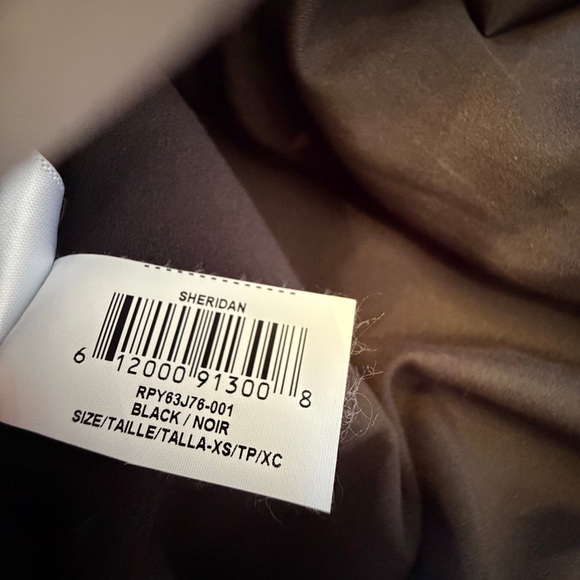 SHERIDAN
6 12000 91300 8
RPY63J76-001
BLACK / NOIR
SIZE/TAILLE/TALLA-XS/TP/XC